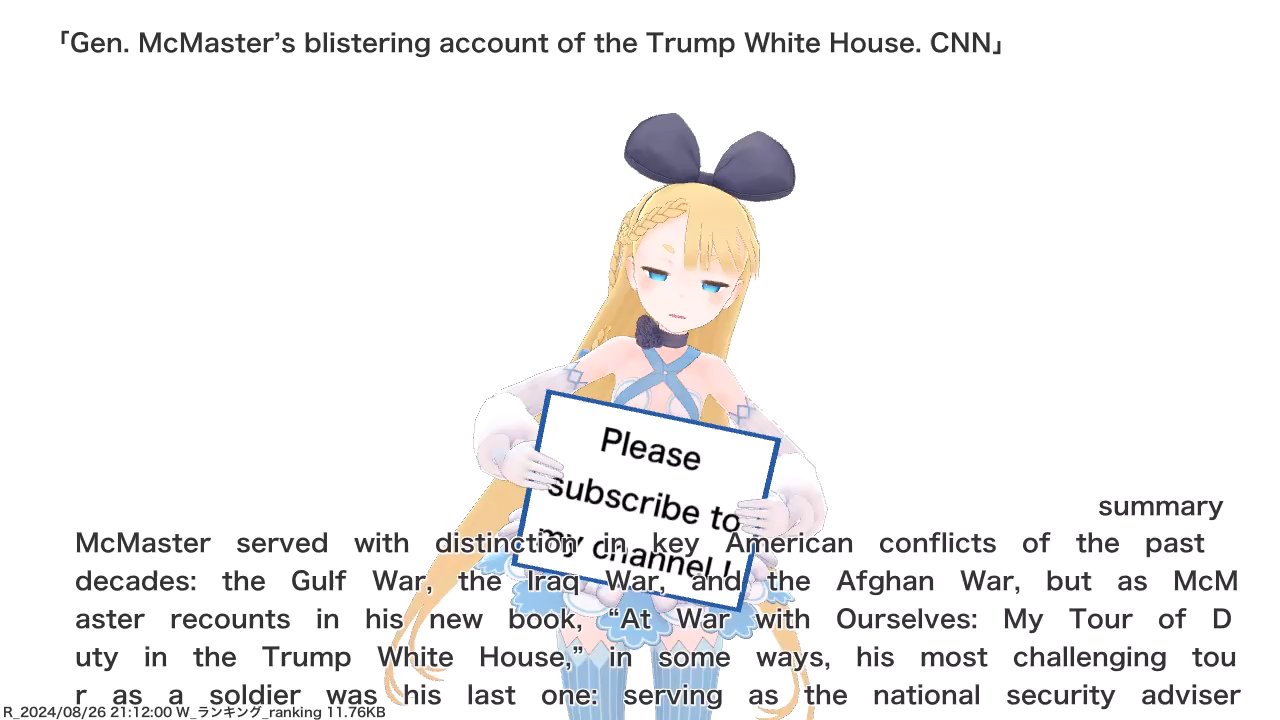 「Gen. McMaster’s blistering account of the Trump White House. CNN」
Please
subscribe to
my channel !
summary
McMaster served with distinction in key American conflicts of the past
decades: the Gulf War, the Iraq War, and the Afghan War, but as McM
aster recounts in his new book, “At War with Ourselves: My Tour of D
uty in the Trump White House,” in some ways, his most challenging tou
r as a soldier was his last one: serving as the national security adviser
R_2024/08/26 21:12:00 W_ランキング_ranking 11.76KB